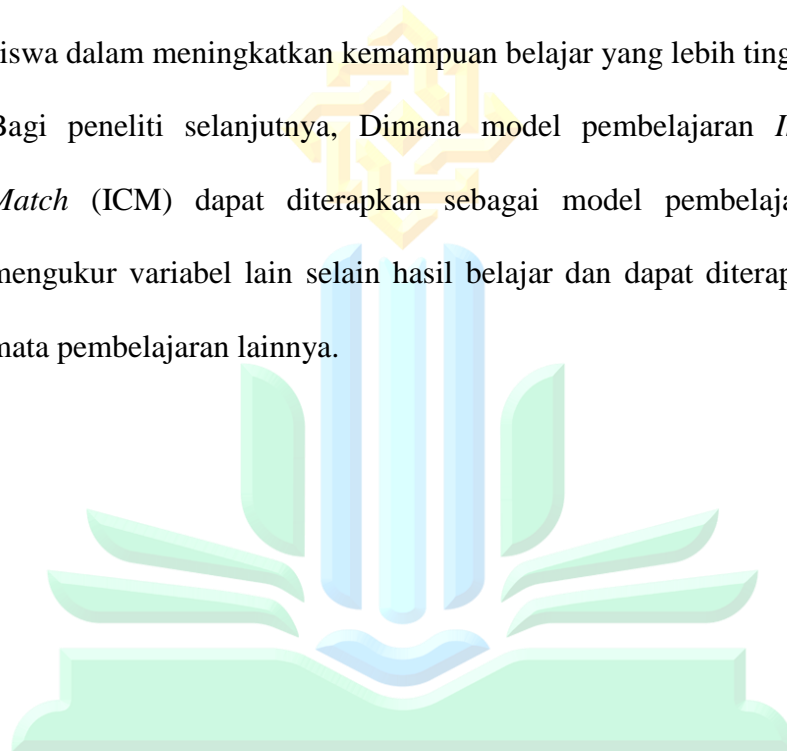 iswa dalam meningkatkan kemampuan belajar yang lebih ting
Bagi peneliti selanjutnya, Dimana model pembelajaran
Match (ICM) dapat diterapkan sebagai model pembelaja
mengukur variabel lain selain hasil belajar dan dapat diterap
mata pembelajaran lainnya.